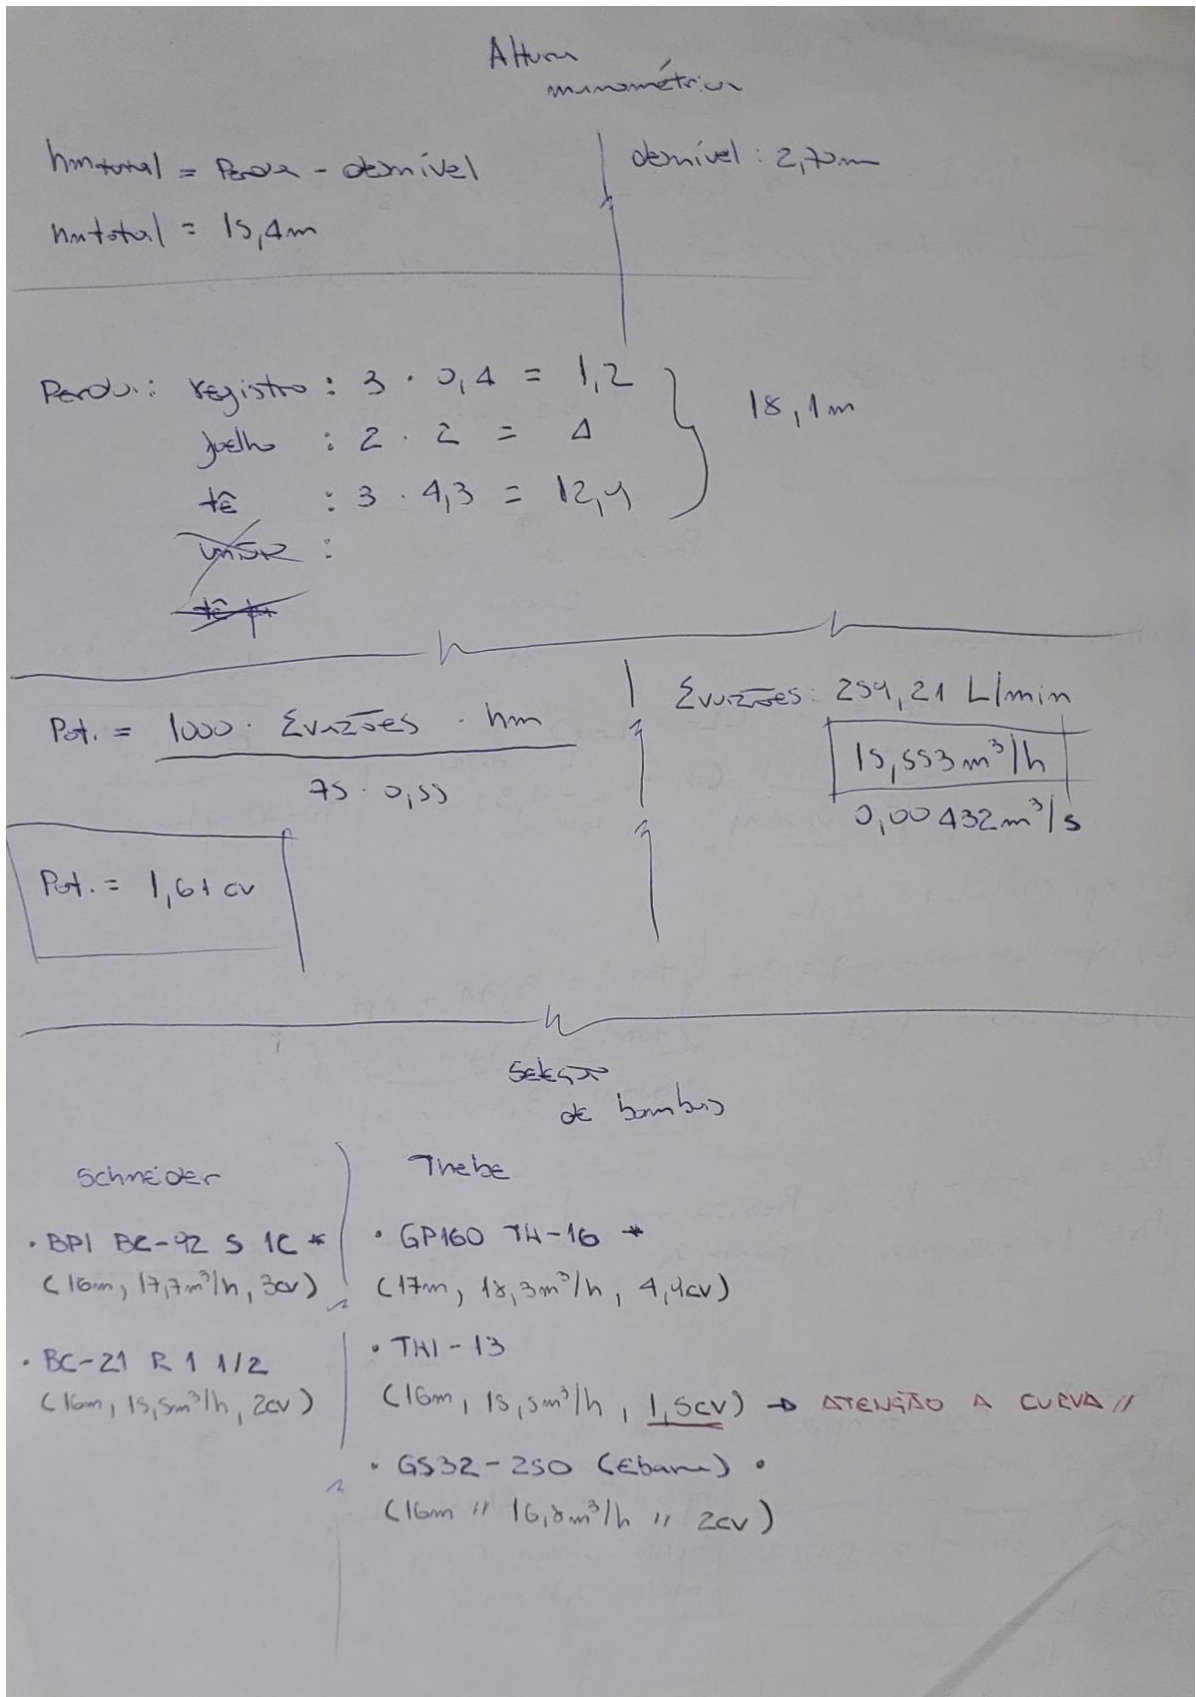 Altura
manométrica
hmtotal = Perda - desnível
desnível : 2,70m
hmtotal = 15,4m
Perda: registro : 3 · 0,4 = 1,2
joelho : 2 · 2 = 4
18,1m
tê : 3 · 4,3 = 12,9
união :
Pot. = 1000 · Σvazões · hm
75 · 0,55
Σvazões: 259,21 L/min
15,553 m³/h
0,00432m³/s
Pot. = 1,61 cv
Seleção
de bombas
Schneider
Thebe
· BPI BC-92 S 1C *
(16m, 17,7m³/h, 3cv)
· GP160 TH-16 *
(17m, 18,3m³/h, 4,4cv)
· BC-21 R 1 1/2
(16m, 15,5m³/h, 2cv)
· THI-13
(16m, 15,5m³/h, 1,5cv) → ATENÇÃO A CURVA //
· GS32-250 (Ebara) ·
(16m // 16,8m³/h // 2cv)